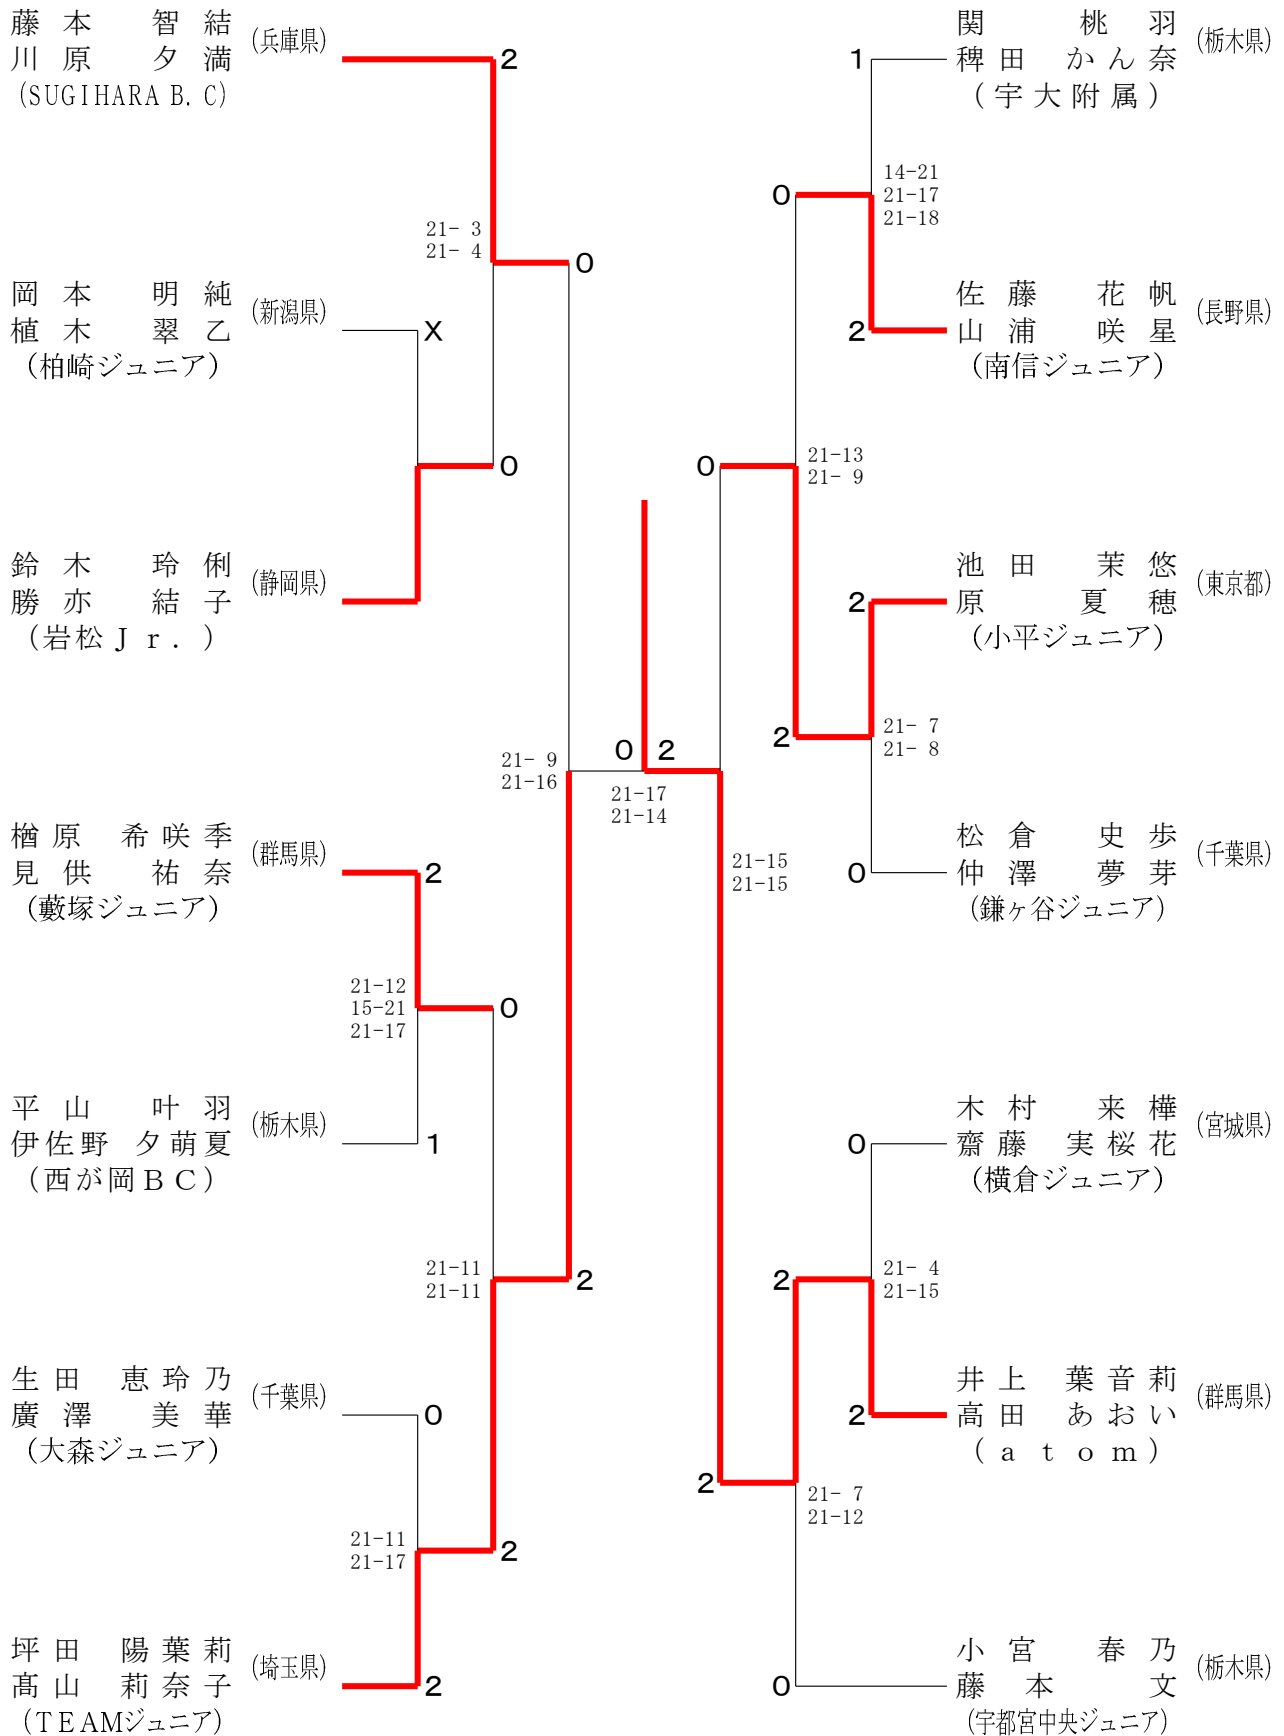 藤本 智結
川原 夕満
(兵庫県)
(SUGIHARA B.C)
2
21- 3
21- 4
0
岡本 明純
植木 翠乙
(新潟県)
(柏崎ジュニア)
X
0
鈴木 玲俐
勝亦 結子
(静岡県)
(岩松Jr.)
21- 9
21-16
楢原 希咲季
見供 祐奈
(群馬県)
(藪塚ジュニア)
2
21-12
15-21
21-17
0
平山 叶羽
伊佐野 夕萌夏
(栃木県)
(西が岡BC)
1
21-11
21-11
2
生田 恵玲乃
廣澤 美華
(千葉県)
(大森ジュニア)
0
21-11
21-17
2
坪田 陽葉莉
髙山 莉奈子
(埼玉県)
(TEAMジュニア)
2
0 2
21-17
21-14
関 桃羽
稗田 かん奈
(栃木県)
(宇大附属)
1
14-21
21-17
21-18
0
佐藤 花帆
山浦 咲星
(長野県)
(南信ジュニア)
2
21-13
21- 9
0
池田 茉悠
原 夏穂
(東京都)
(小平ジュニア)
2
21- 7
21- 8
2
松倉 史歩
仲澤 夢芽
(千葉県)
(鎌ヶ谷ジュニア)
0
21-15
21-15
木村 来樺
齋藤 実桜花
(宮城県)
(横倉ジュニア)
0
21- 4
21-15
2
井上 葉音莉
高田 あおい
(群馬県)
(atom)
2
21- 7
21-12
2
小宮 春乃
藤本 文
(栃木県)
(宇都宮中央ジュニア)
0